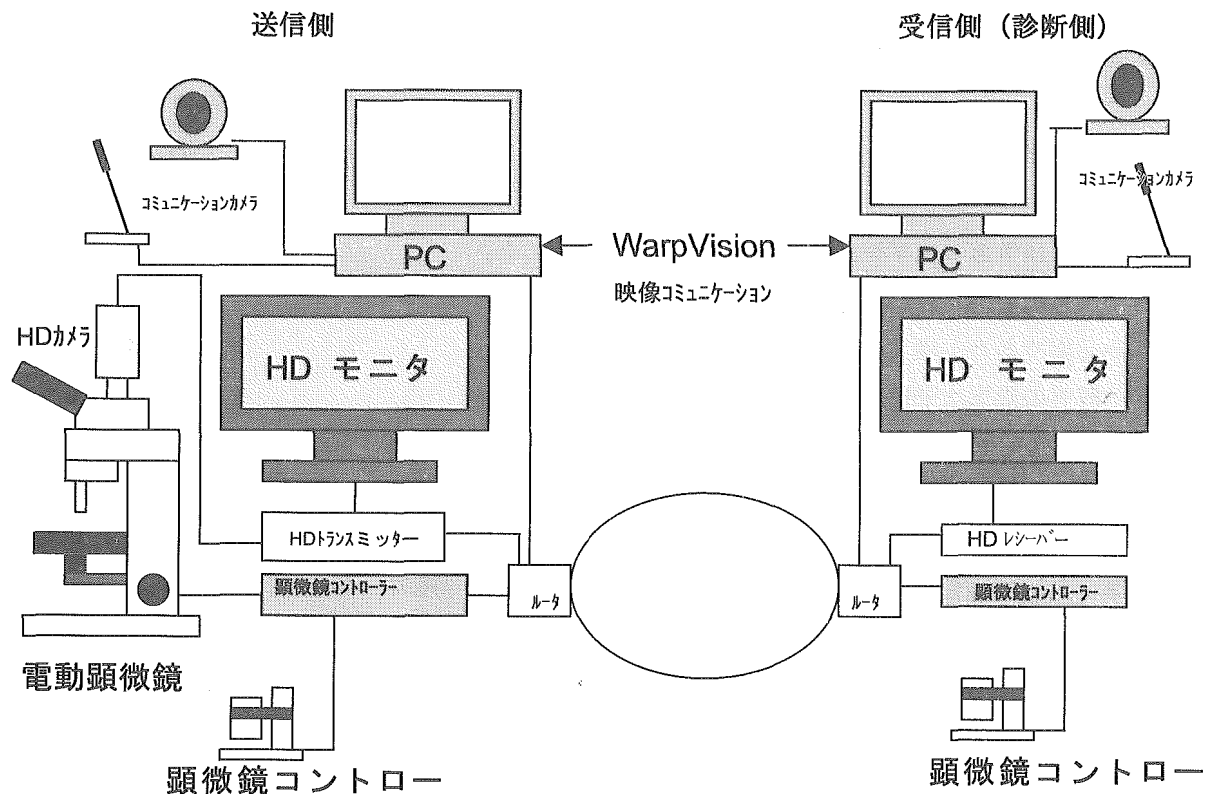 送信側
受信側（診断側）
コミュニケーションカメラ
コミュニケーションカメラ
PC
WarpVision
PC
映像コミュニケーション
HDカメラ
HD モニタ
HD モニタ
HDトランスミッター
HDレシーバー
顕微鏡コントローラー
ルータ
ルータ
顕微鏡コントローラー
電動顕微鏡
顕微鏡コントロー
顕微鏡コントロー